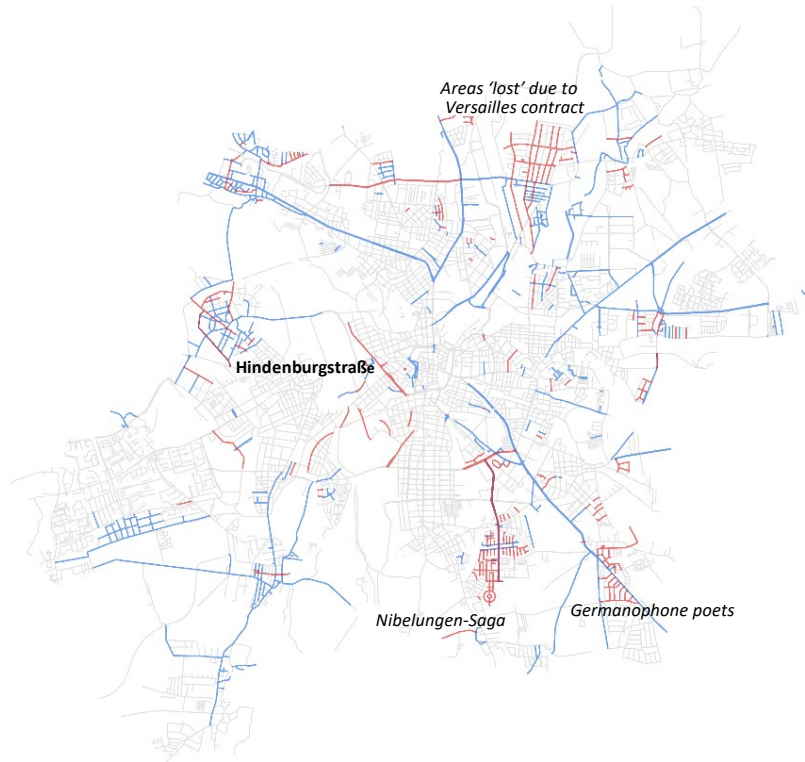 Areas ‘lost’ due to
Versailles contract
Hindenburgstraße
Nibelungen-Saga
Germanophone poets